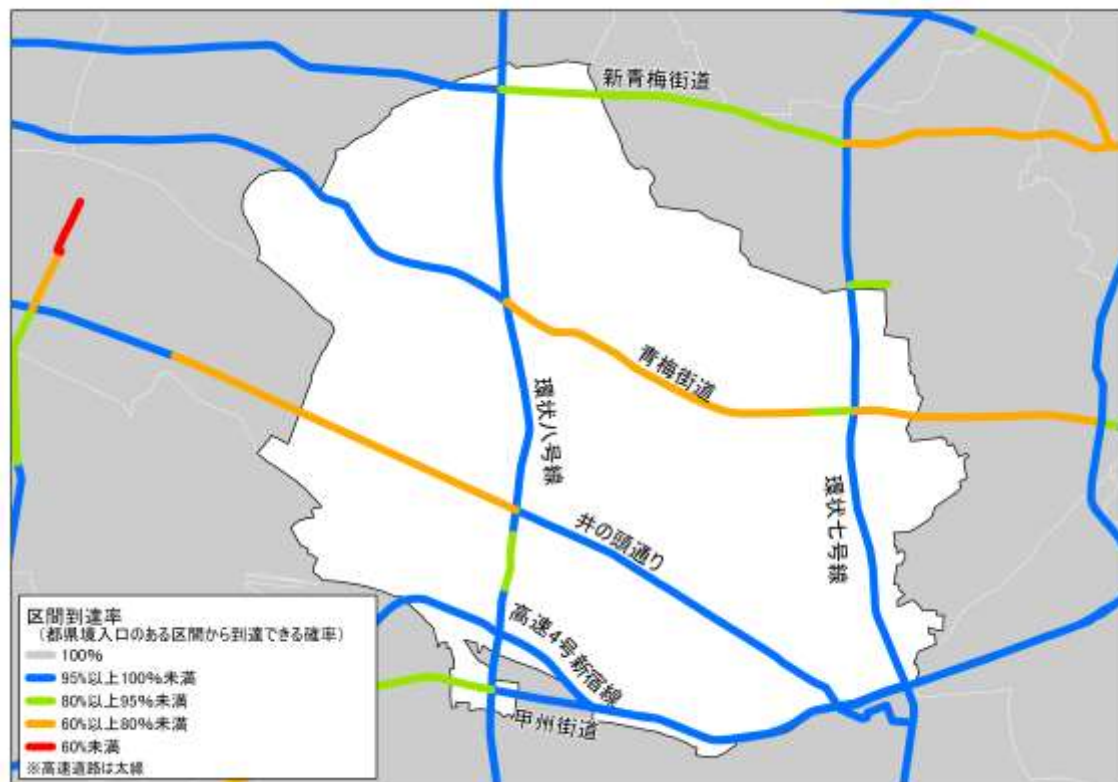 新青梅街道
青梅街道
環状八号線
環状七号線
井の頭通り
高速4号新宿線
甲州街道
区間到達率
（都県境入口のある区間から到達できる確率）
100%
95%以上100%未満
80%以上95%未満
60%以上80%未満
60%未満
※高速道路は太線